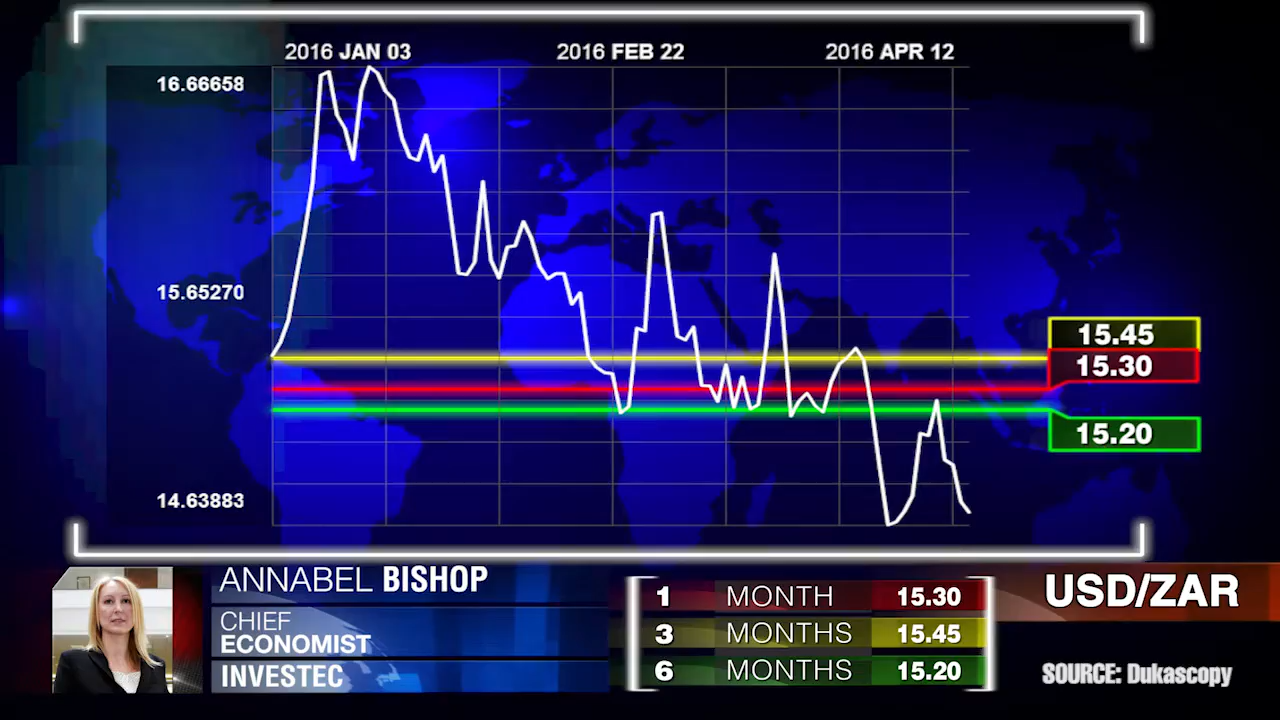 2016 JAN 03
2016 FEB 22
2016 APR 12
16.66658
15.65270
14.63883
15.45
15.30
15.20
ANNABEL BISHOP
CHIEF
ECONOMIST
INVESTEC
1 MONTH 15.30
3 MONTHS 15.45
6 MONTHS 15.20
USD/ZAR
SOURCE: Dukascopy